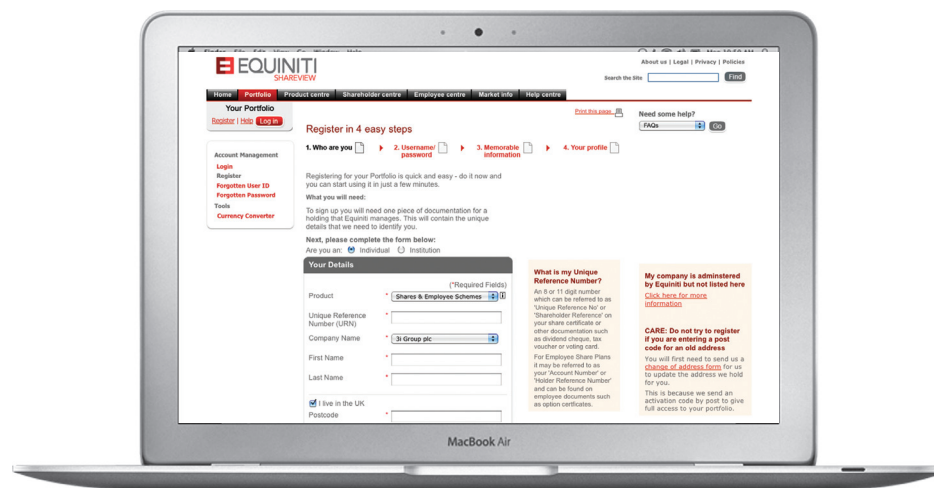 Finder File Edit View Go Window Help
Mon 10:50 AM
EQUINITI
SHAREVIEW
About us | Legal | Privacy | Policies
Search the Site
Find
Home Portfolio Product centre Shareholder centre Employee centre Market info Help centre
Your Portfolio
Register | Help Log in
Print this page
Need some help?
FAQs Go
Register in 4 easy steps
1. Who are you
2. Username/
password
3. Memorable
information
4. Your profile
Account Management
Login
Register
Forgotten User ID
Forgotten Password
Tools
Currency Converter
Registering for your Portfolio is quick and easy - do it now and
you can start using it in just a few minutes.
What you will need:
To sign up you will need one piece of documentation for a
holding that Equiniti manages. This will contain the unique
details that we need to identify you.
Next, please complete the form below:
Are you an: Individual Institution
Your Details
(*Required Fields)
Product * Shares & Employee Schemes
Unique Reference *
Number (URN)
Company Name * 3i Group plc
First Name *
Last Name *
I live in the UK
Postcode *
What is my Unique
Reference Number?
An 8 or 11 digit number
which can be referred to as
'Unique Reference No' or
'Shareholder Reference' on
your share certificate or
other documentation such
as dividend cheque, tax
voucher or voting card.
For Employee Share Plans
it may be referred to as
your 'Account Number' or
'Holder Reference Number'
and can be found on
employee documents such
as option certficates.
My company is adminstered
by Equiniti but not listed here
Click here for more
information
CARE: Do not try to register
if you are entering a post
code for an old address
You will first need to send us a
change of address form for us
to update the address we hold
for you.
This is because we send an
activation code by post to give
full access to your portfolio.
MacBook Air